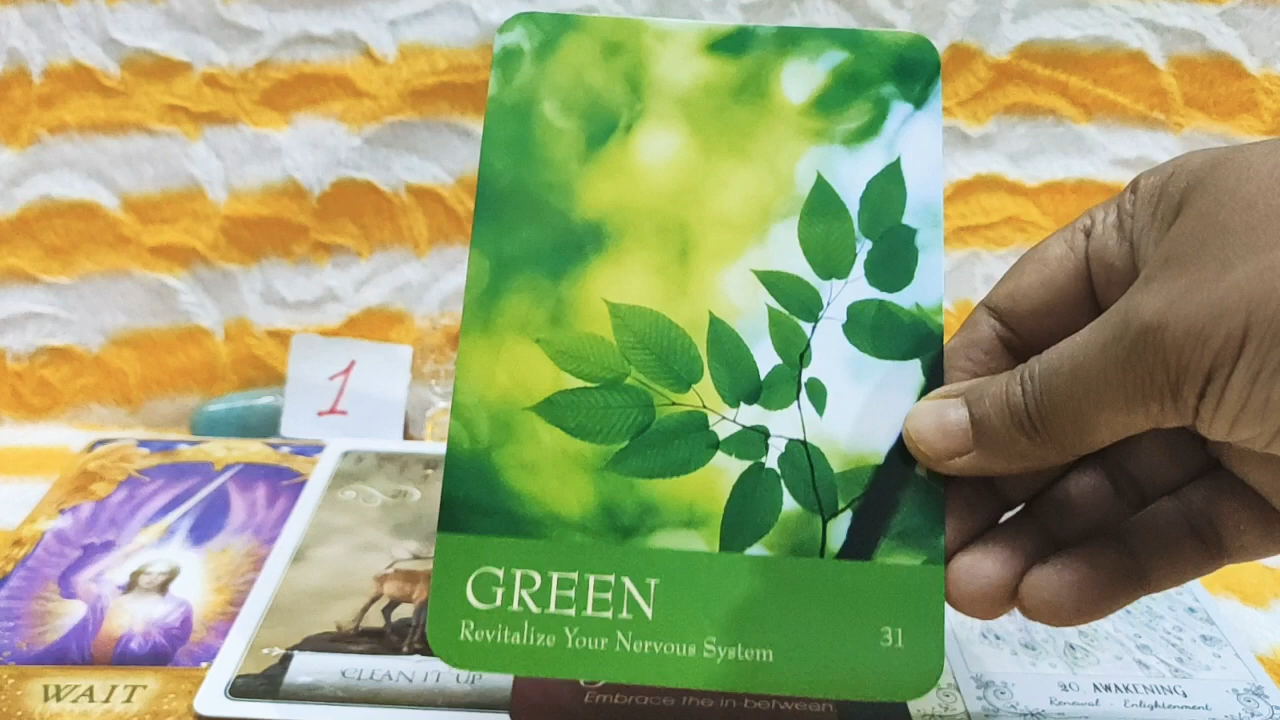 1
GREEN
Revitalize Your Nervous System
31
WAIT
CLEAN IT UP
Embrace the in between.
20. AWAKENING
Renewal - Enlightenment